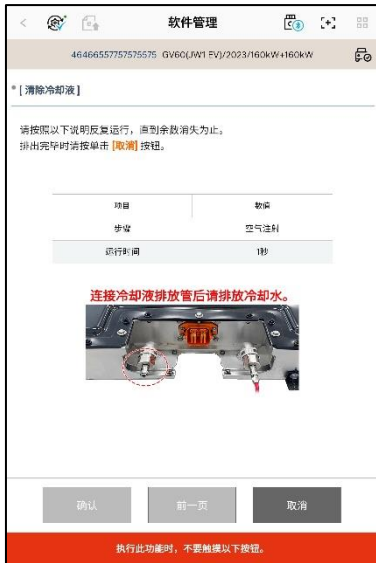 软件管理
46466557757575575 GV60(JW1 EV)/2023/160kW+160kW
* [ 清除冷却液 ]
请按照以下说明反复运行，直到余数消失为止。
排出完毕时请按单击 [取消] 按钮。
项目 数值
步骤 空气注射
运行时间 1秒
连接冷却液排放管后请排放冷却水。
确认 前一页 取消
执行此功能时，不要触摸以下按钮。